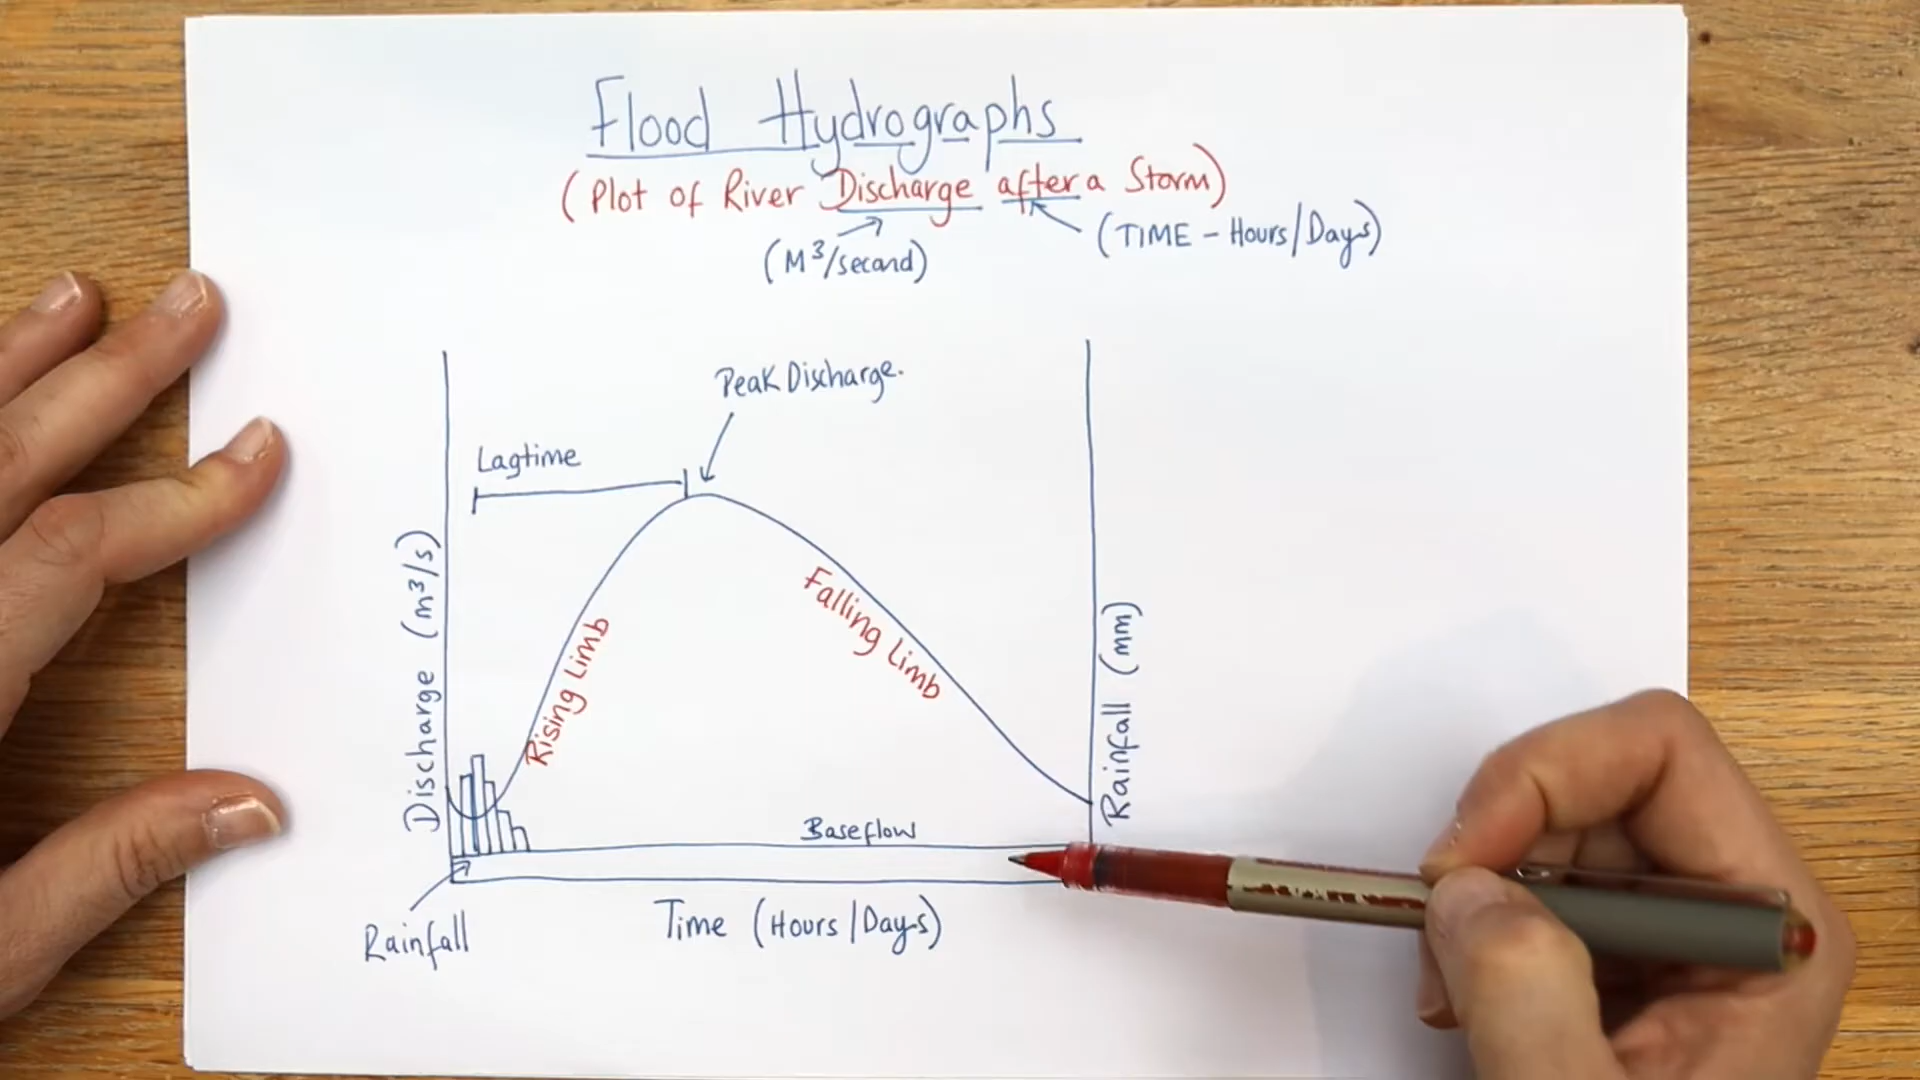 Flood Hydrographs
(Plot of River Discharge after a Storm)
(M³/second)
(TIME - Hours/Days)
Peak Discharge.
Lagtime
Discharge (m³/s)
Rising Limb
Falling Limb
Rainfall (mm)
Baseflow
Rainfall
Time (Hours/Days)